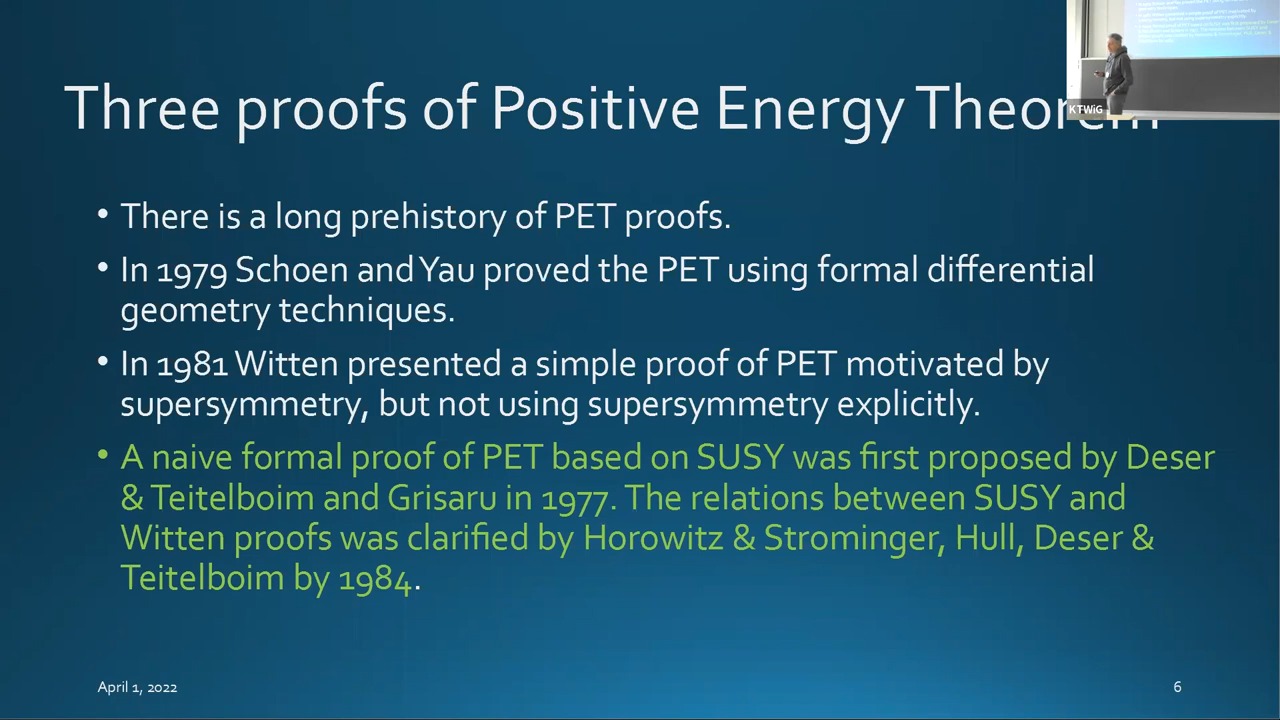 Three proofs of Positive Energy Theorem
KTWiG
• There is a long prehistory of PET proofs.
• In 1979 Schoen and Yau proved the PET using formal differential
geometry techniques.
• In 1981 Witten presented a simple proof of PET motivated by
supersymmetry, but not using supersymmetry explicitly.
• A naive formal proof of PET based on SUSY was first proposed by Deser
& Teitelboim and Grisaru in 1977. The relations between SUSY and
Witten proofs was clarified by Horowitz & Strominger, Hull, Deser &
Teitelboim by 1984.
April 1, 2022
6